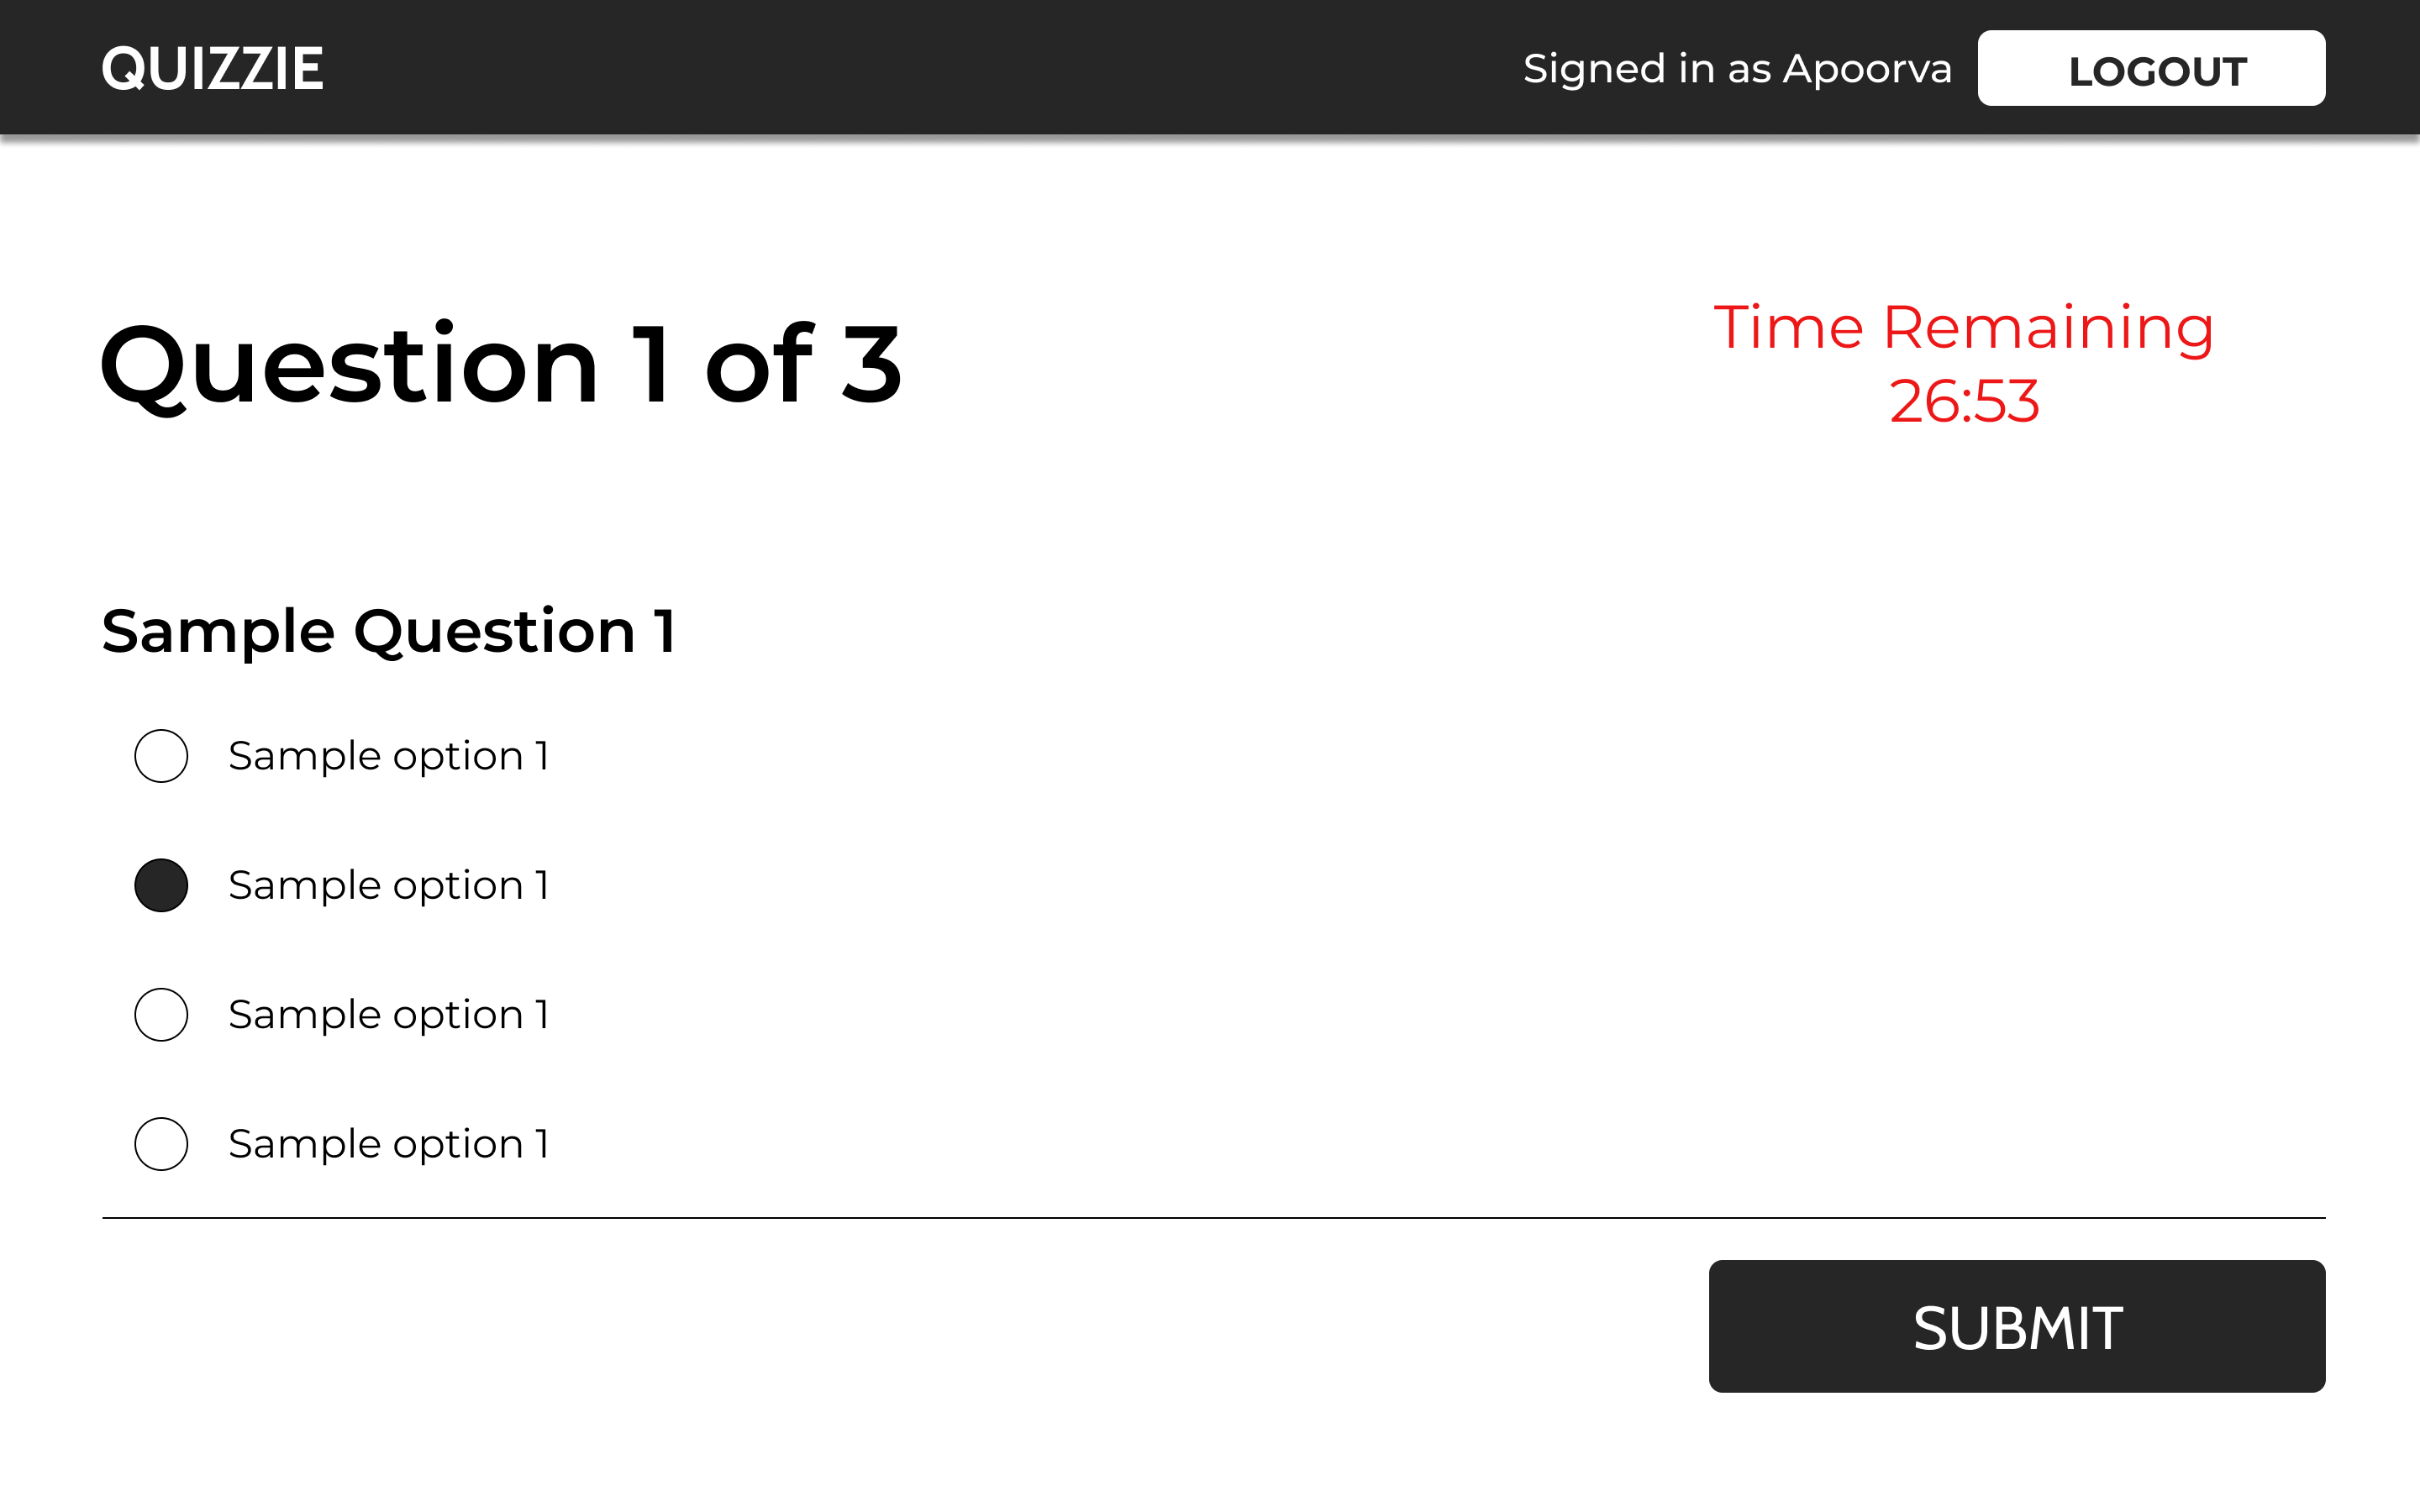 QUIZZIE
Signed in as Apoorva
LOGOUT
Question 1 of 3
Time Remaining
26:53
Sample Question 1
Sample option 1
Sample option 1
Sample option 1
Sample option 1
SUBMIT